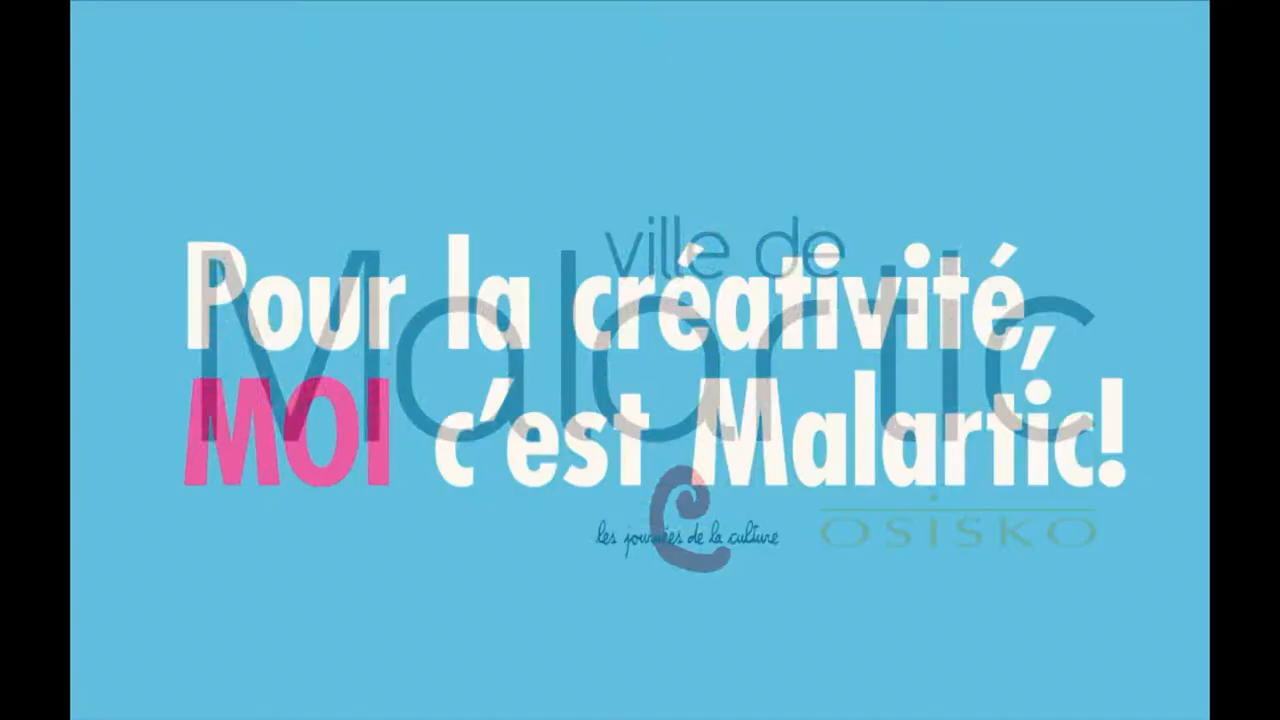 ville de
Malartic
Pour la créativité,
MOI c'est Malartic!
les journées de la culture
OSISKO